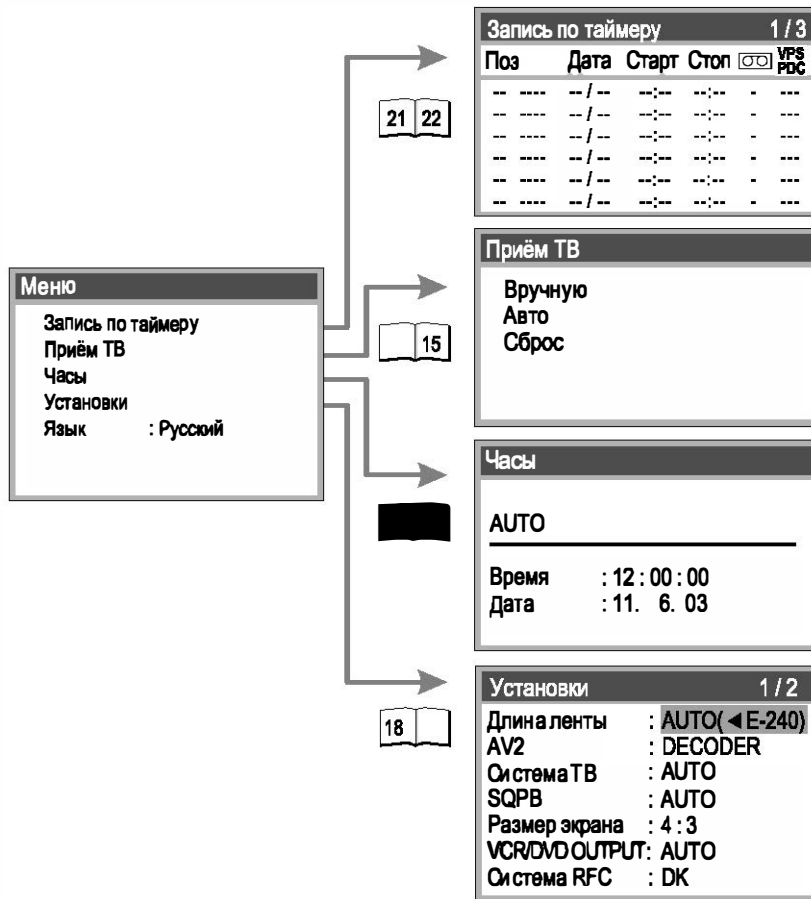 Меню
Запись по таймеру
Приём ТВ
Часы
Установки
Язык : Русский
21 22
Запись по таймеру 1 / 3
Поз Дата Старт Стоп VPS PDC
-- ---- -- / -- --:-- --:-- - ---
-- ---- -- / -- --:-- --:-- - ---
-- ---- -- / -- --:-- --:-- - ---
-- ---- -- / -- --:-- --:-- - ---
-- ---- -- / -- --:-- --:-- - ---
-- ---- -- / -- --:-- --:-- - ---
15
Приём ТВ
Вручную
Авто
Сброс
Часы
AUTO
Время : 12 : 00 : 00
Дата : 11. 6. 03
18
Установки 1 / 2
Длина ленты : AUTO(◄E-240)
AV2 : DECODER
Система ТВ : AUTO
SQPB : AUTO
Размер экрана : 4 : 3
VCR/DVD OUTPUT: AUTO
Система RFC : DK